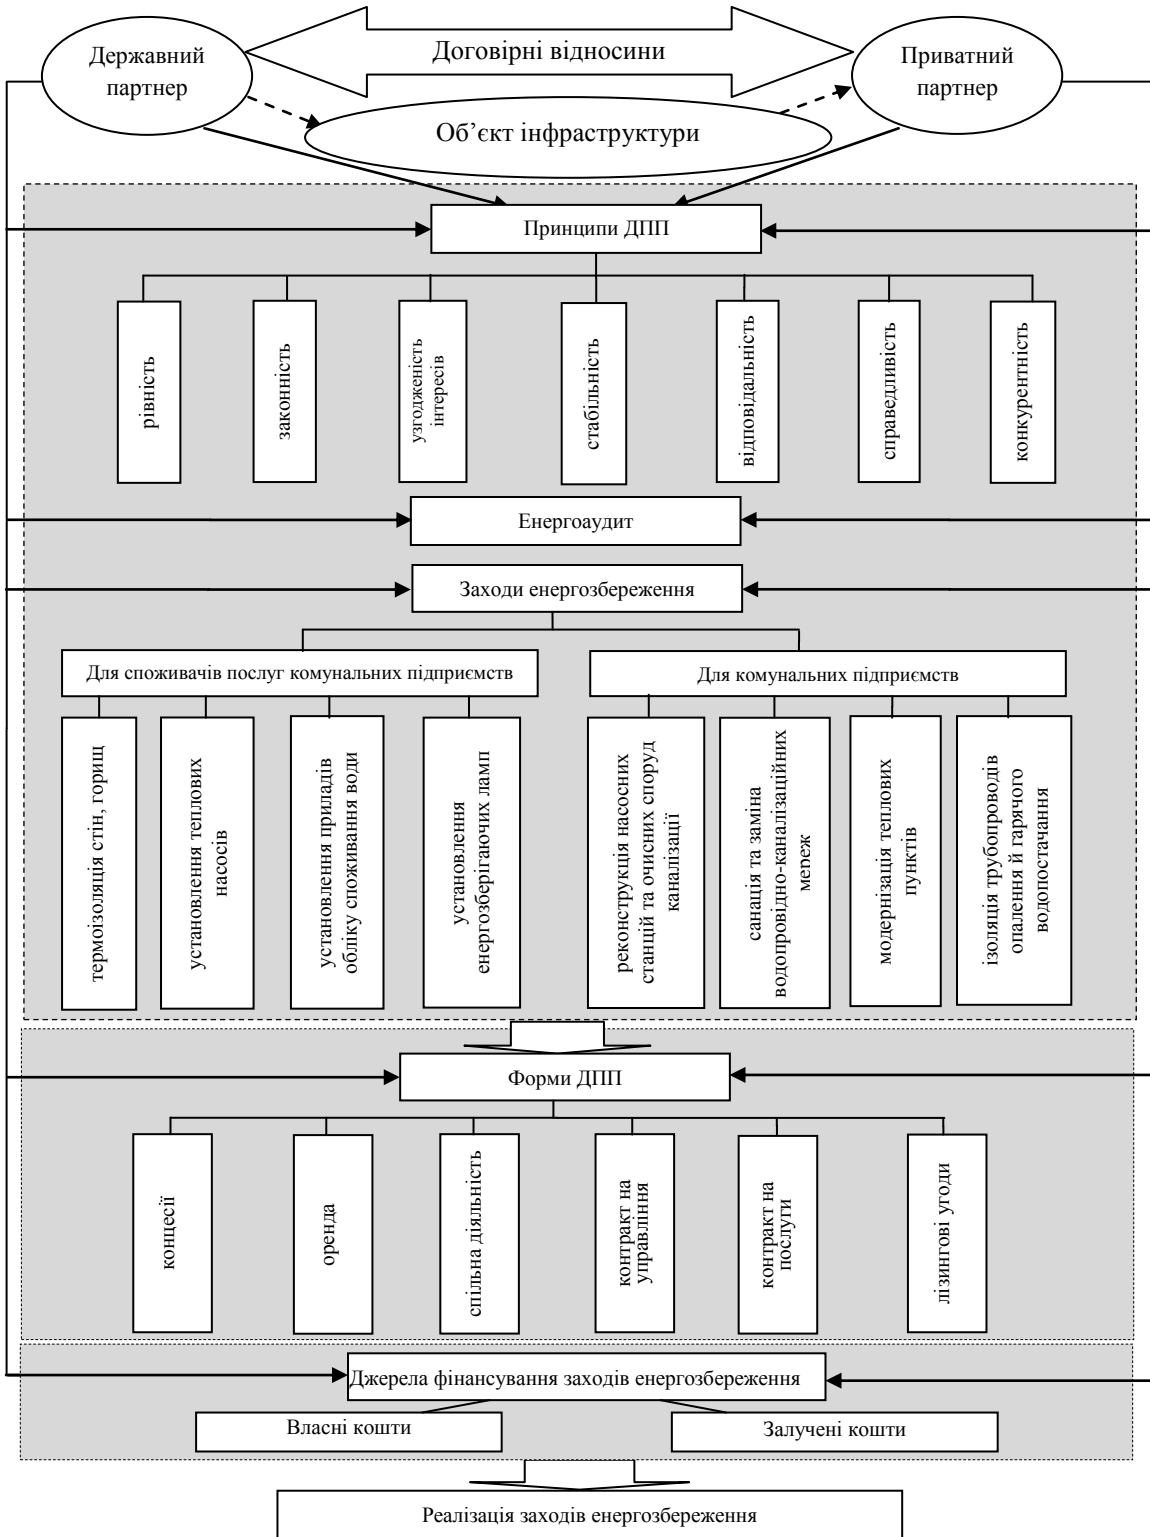 Державний
партнер
Договірні відносини
Приватний
партнер
Об’єкт інфраструктури
Принципи ДПП
рівність
законність
узгодженість
інтересів
стабільність
відповідальність
справедливість
конкурентність
Енергоаудит
Заходи енергозбереження
Для споживачів послуг комунальних підприємств
Для комунальних підприємств
термоізоляція стін, горищ
установлення теплових
насосів
установлення приладів
обліку споживання води
установлення
енергозберігаючих ламп
реконструкція насосних
станцій та очисних споруд
каналізації
санація та заміна
водопровідно-каналізаційних
мереж
модернізація теплових
пунктів
ізоляція трубопроводів
опалення й гарячого
водопостачання
Форми ДПП
концесії
оренда
спільна діяльність
контракт на
управління
контракт на
послуги
лізингові угоди
Джерела фінансування заходів енергозбереження
Власні кошти
Залучені кошти
Реалізація заходів енергозбереження